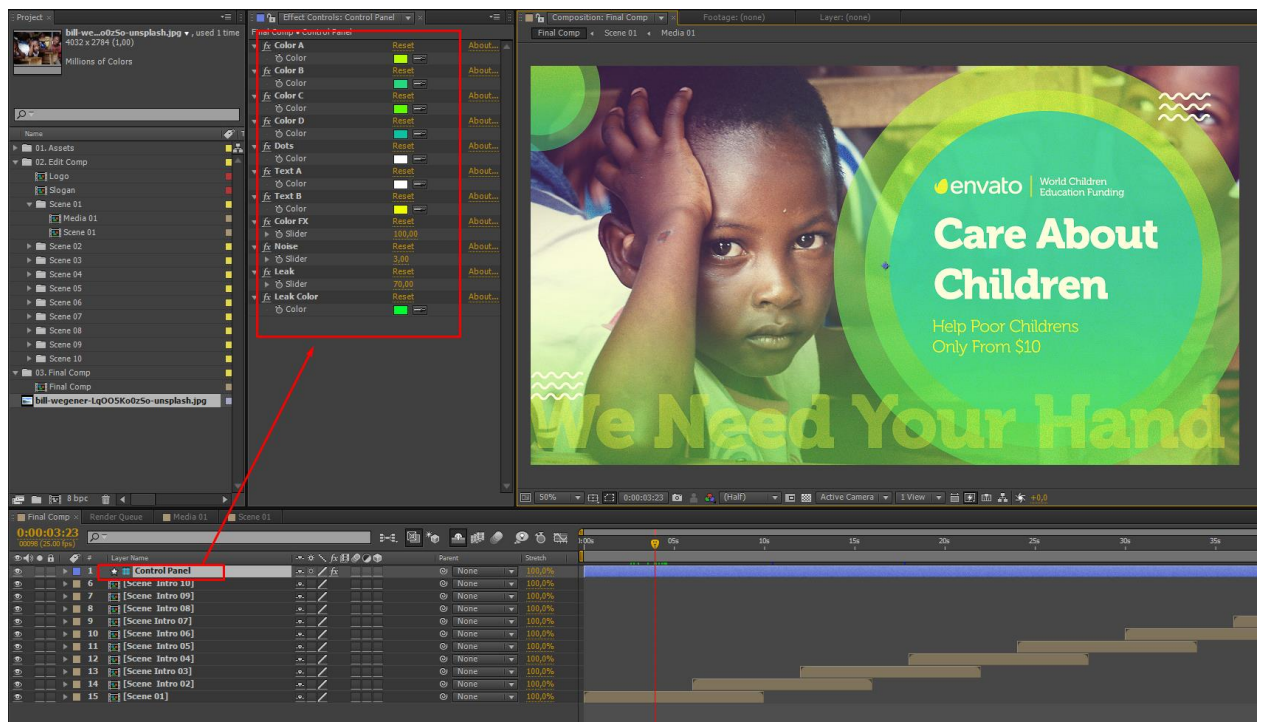 Project ×
bill-we...o0zSo-unsplash.jpg ▼ , used 1 time
4032 x 2784 (1,00)
Millions of Colors
Name
01. Assets
02. Edit Comp
Logo
Slogan
Scene 01
Media 01
Scene 01
Scene 02
Scene 03
Scene 04
Scene 05
Scene 06
Scene 07
Scene 08
Scene 09
Scene 10
03. Final Comp
Final Comp
bill-wegener-LqOO5Ko0zSo-unsplash.jpg
8 bpc
Effect Controls: Control Panel
Final Comp • Control Panel
fx Color A Reset About...
Color
fx Color B Reset About...
Color
fx Color C Reset About...
Color
fx Color D Reset About...
Color
fx Dots Reset About...
Color
fx Text A Reset About...
Color
fx Text B Reset About...
Color
fx Color FX Reset About...
Slider 100,00
fx Noise Reset About...
Slider 3,00
fx Leak Reset About...
Slider 70,00
fx Leak Color Reset About...
Color
Composition: Final Comp Footage: (none) Layer: (none)
Final Comp Scene 01 Media 01
envato
World Children
Education Funding
Care About
Children
Help Poor Childrens
Only From $10
We Need Your Hand
50% 0:00:03:23 (Half) Active Camera 1 View +0,0
Final Comp × Render Queue Media 01 Scene 01
0:00:03:23
00098 (25.00 fps)
# Layer Name Parent Stretch
:00s 05s 10s 15s 20s 25s 30s 35s
1 Control Panel None 100,0%
6 [Scene Intro 10] None 100,0%
7 [Scene Intro 09] None 100,0%
8 [Scene Intro 08] None 100,0%
9 [Scene Intro 07] None 100,0%
10 [Scene Intro 06] None 100,0%
11 [Scene Intro 05] None 100,0%
12 [Scene Intro 04] None 100,0%
13 [Scene Intro 03] None 100,0%
14 [Scene Intro 02] None 100,0%
15 [Scene 01] None 100,0%